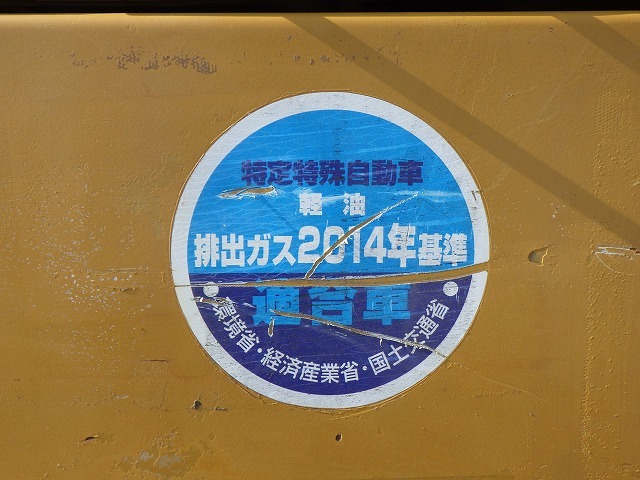 特定特殊自動車
軽油
排出ガス2014年基準
適合車
環境省・経済産業省・国土交通省